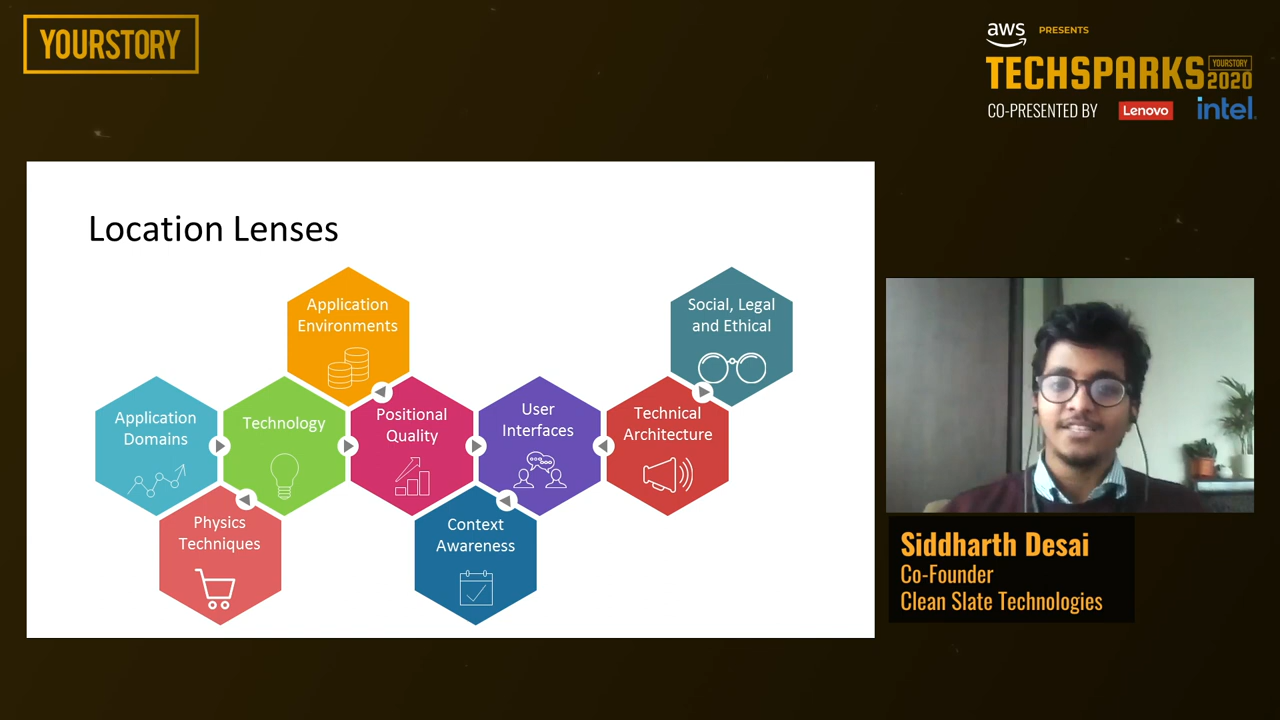 YOURSTORY
aws PRESENTS
TECHSPARKS
YOURSTORY
2020
CO-PRESENTED BY Lenovo intel.
Location Lenses
Application
Environments
Social, Legal
and Ethical
Application
Domains
Technology
Positional
Quality
User
Interfaces
Technical
Architecture
Physics
Techniques
Context
Awareness
Siddharth Desai
Co-Founder
Clean Slate Technologies